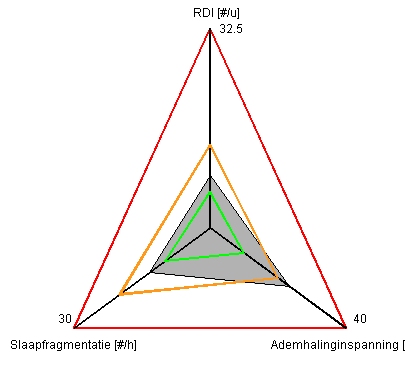 RDI [#/u]
32.5
30
40
Slaapfragmentatie [#/h]
Ademhalinginspanning [